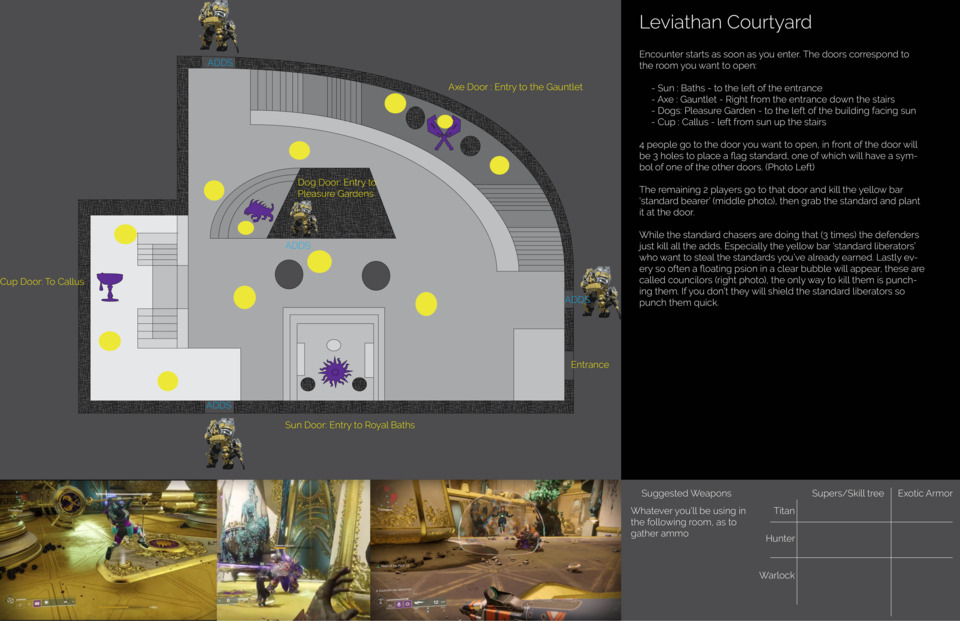 Leviathan Courtyard
Encounter starts as soon as you enter. The doors correspond to
the room you want to open:
- Sun : Baths - to the left of the entrance
- Axe : Gauntlet - Right from the entrance down the stairs
- Dogs: Pleasure Garden - to the left of the building facing sun
- Cup : Callus - left from sun up the stairs
4 people go to the door you want to open, in front of the door will
be 3 holes to place a flag standard, one of which will have a sym-
bol of one of the other doors. (Photo Left)
The remaining 2 players go to that door and kill the yellow bar
'standard bearer' (middle photo), then grab the standard and plant
it at the door.
While the standard chasers are doing that (3 times) the defenders
just kill all the adds. Especially the yellow bar 'standard liberators'
who want to steal the standards you've already earned. Lastly ev-
ery so often a floating psion in a clear bubble will appear, these are
called councilors (right photo), the only way to kill them is punch-
ing them. If you don't they will shield the standard liberators so
punch them quick.
ADDS
Axe Door : Entry to the Gauntlet
Dog Door: Entry to
Pleasure Gardens
ADDS
Cup Door: To Callus
ADDS
Entrance
ADDS
Sun Door: Entry to Royal Baths
Suggested Weapons
Whatever you'll be using in
the following room, as to
gather ammo
Supers/Skill tree
Exotic Armor
Titan
Hunter
Warlock